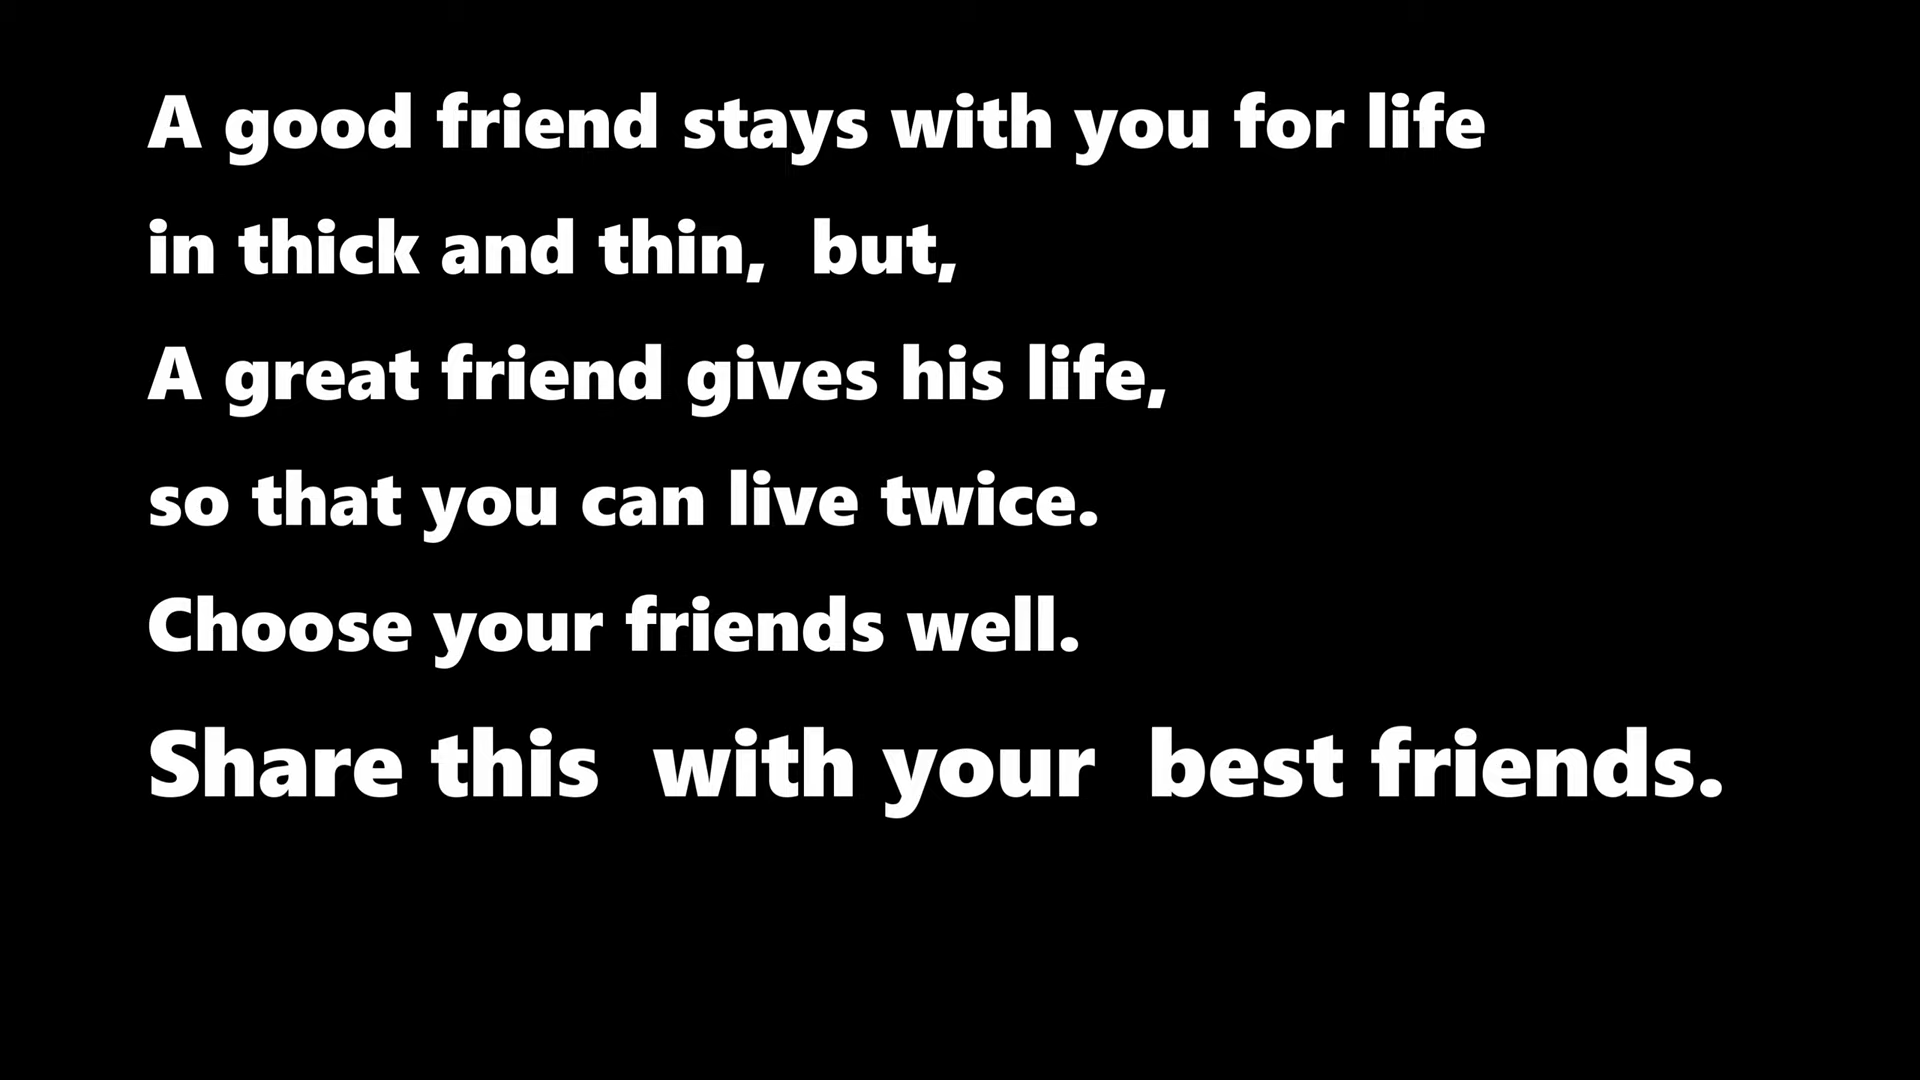 A good friend stays with you for life
in thick and thin,  but,
A great friend gives his life,
so that you can live twice.
Choose your friends well.
Share this  with your  best friends.